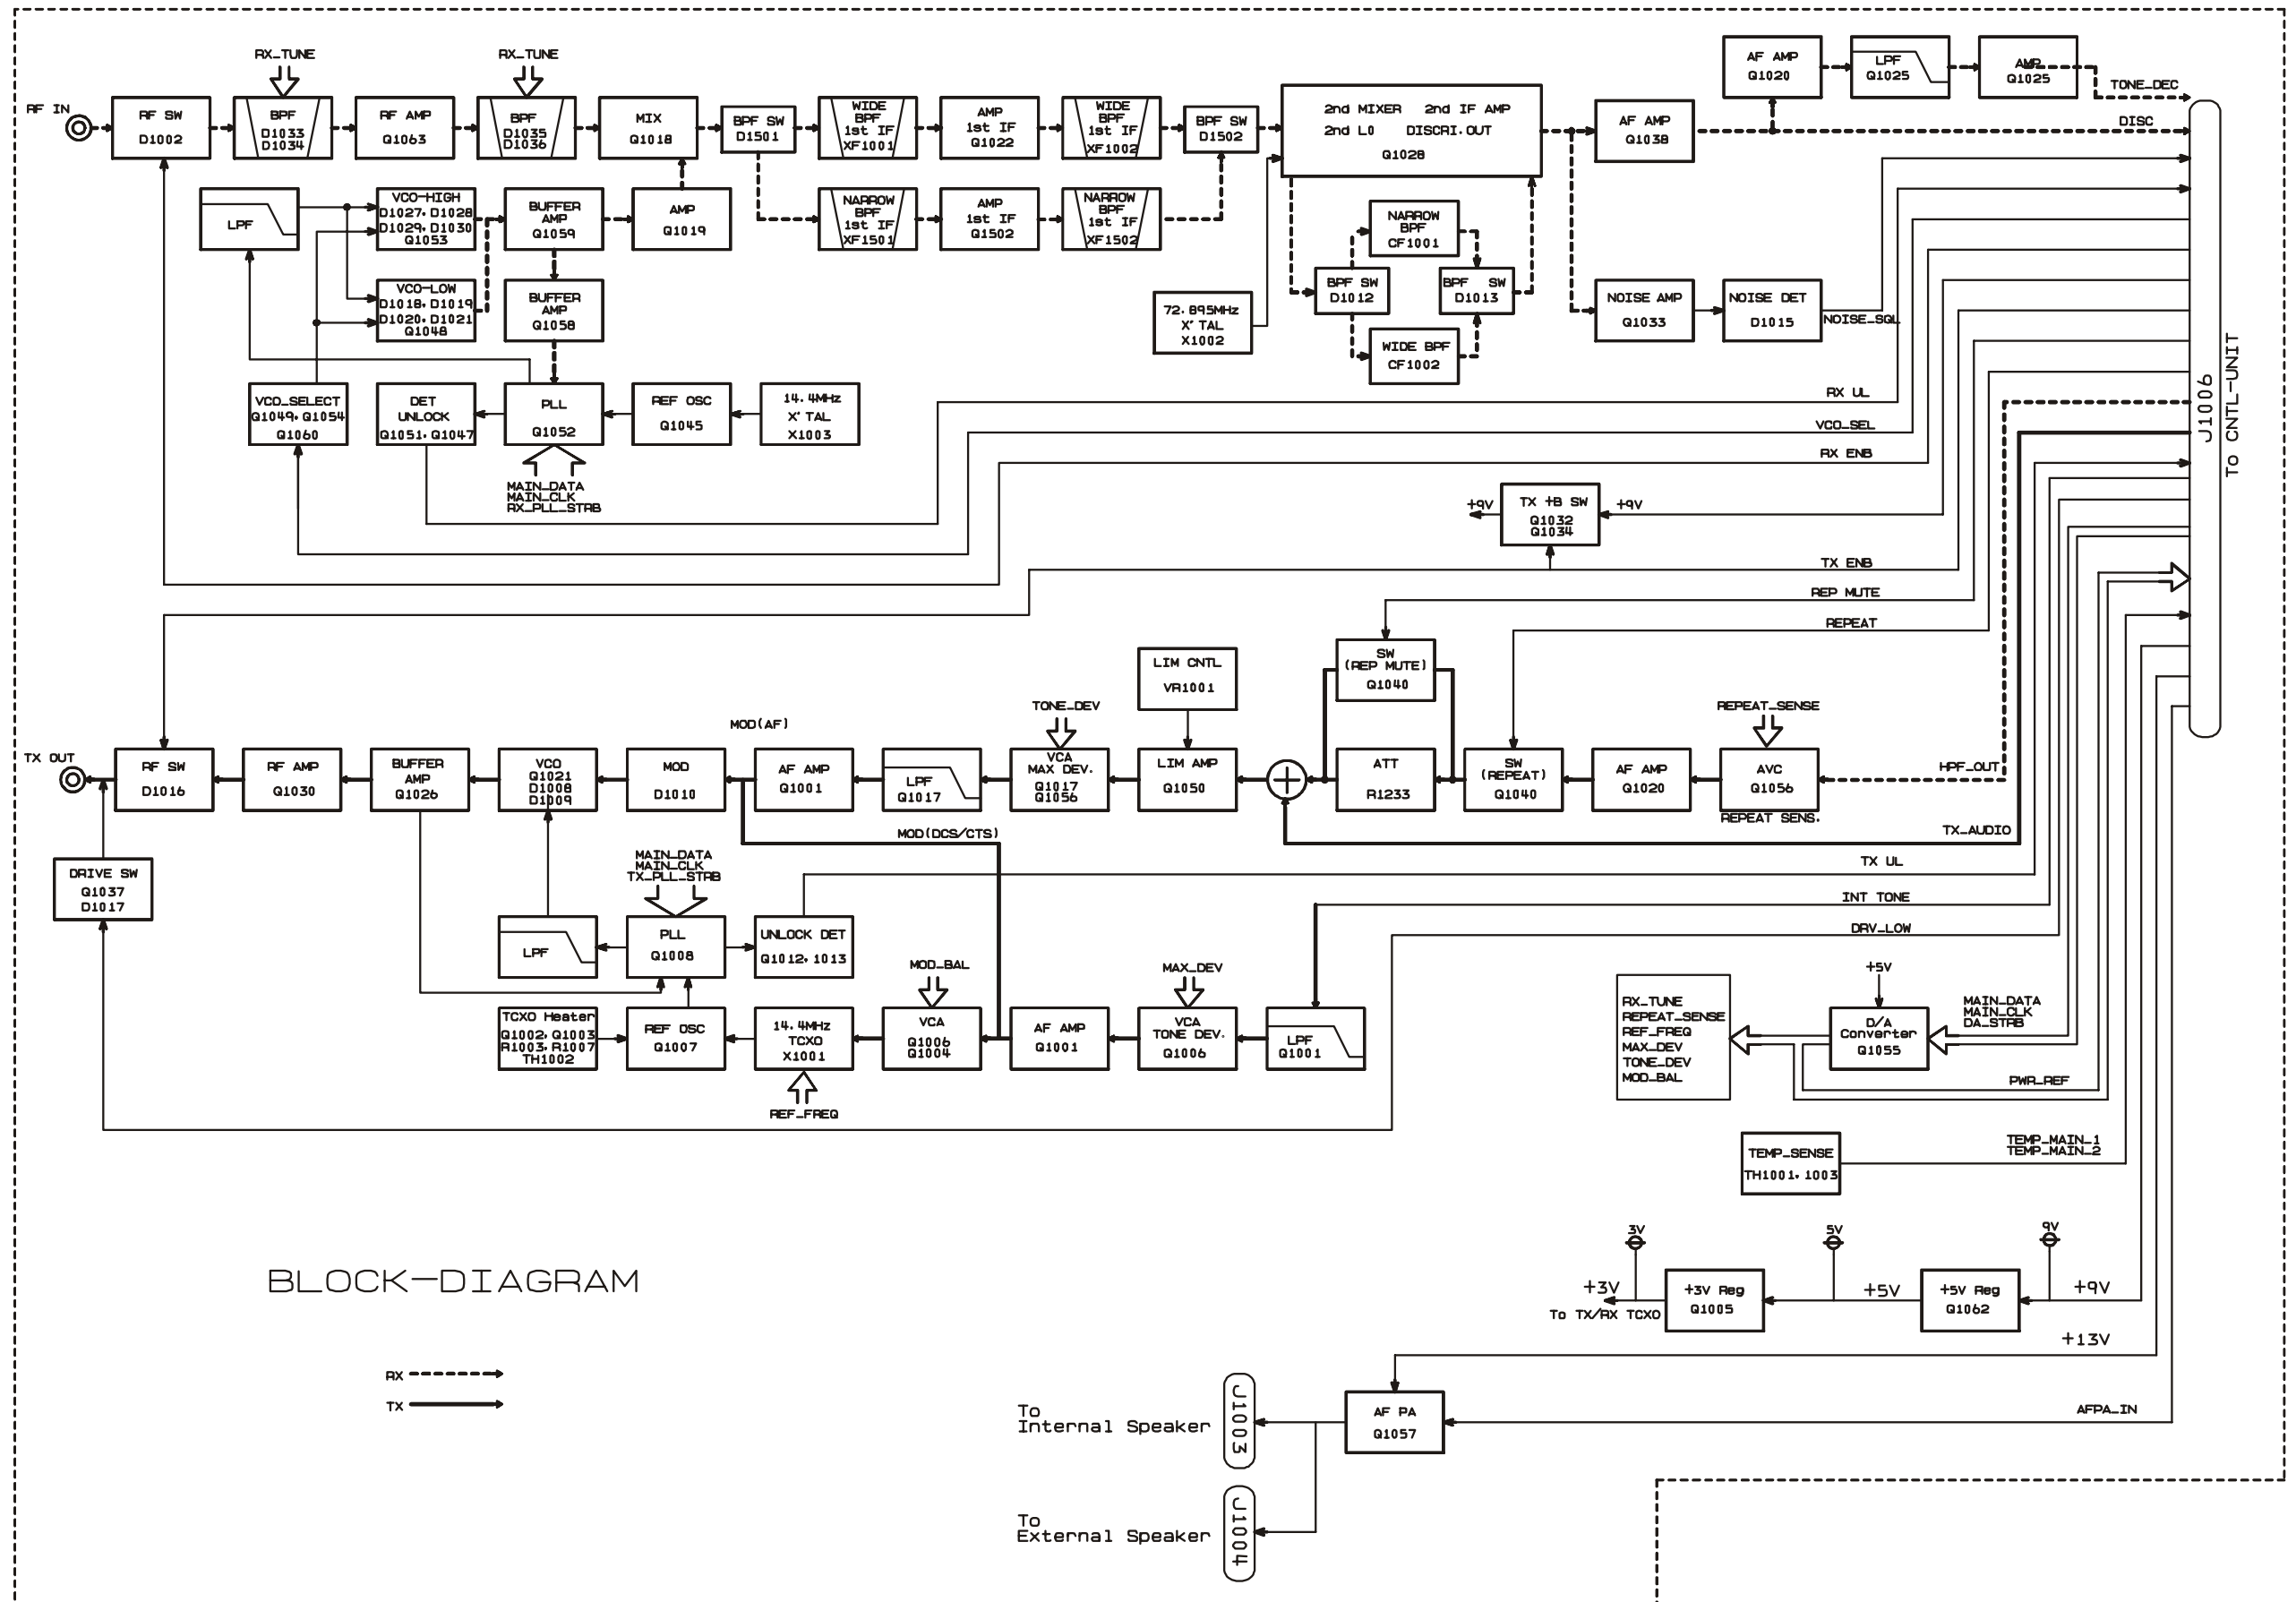 RX_TUNE
RX_TUNE
RF IN
RF SW
D1002
BPF
D1033
D1034
RF AMP
Q1063
BPF
D1035
D1036
MIX
Q1018
BPF SW
D1501
WIDE
BPF
1st IF
XF1001
AMP
1st IF
Q1022
WIDE
BPF
1st IF
XF1002
BPF SW
D1502
2nd MIXER 2nd IF AMP
2nd L0 DISCRI.OUT
Q1028
AF AMP
Q1038
AF AMP
Q1020
LPF
Q1025
AMP
Q1025
TONE_DEC
DISC
LPF
VCO-HIGH
D1027, D1028
D1029, D1030
Q1053
BUFFER
AMP
Q1059
AMP
Q1019
NARROW
BPF
1st IF
XF1501
AMP
1st IF
Q1502
NARROW
BPF
1st IF
XF1502
NARROW
BPF
CF1001
VCO-LOW
D1018, D1019
D1020, D1021
Q1048
BUFFER
AMP
Q1058
72.895MHz
X'TAL
X1002
BPF SW
D1012
BPF SW
D1013
WIDE BPF
CF1002
NOISE AMP
Q1033
NOISE DET
D1015
NOISE_SQL
VCO_SELECT
Q1049, Q1054
Q1060
DET
UNLOCK
Q1051, Q1047
PLL
Q1052
REF OSC
Q1045
14.4MHz
X'TAL
X1003
MAIN_DATA
MAIN_CLK
RX_PLL_STRB
RX UL
VCO_SEL
RX ENB
J1006
To CNTL-UNIT
+9V
TX +B SW
Q1032
Q1034
+9V
TX ENB
REP MUTE
REPEAT
SW
(REP MUTE)
Q1040
LIM CNTL
VR1001
TONE_DEV
REPEAT_SENSE
MOD(AF)
TX OUT
RF SW
D1016
RF AMP
Q1030
BUFFER
AMP
Q1026
VCO
Q1021
D1008
D1009
MOD
D1010
AF AMP
Q1001
LPF
Q1017
VCA
MAX DEV.
Q1017
Q1056
LIM AMP
Q1050
ATT
R1233
SW
(REPEAT)
Q1040
AF AMP
Q1020
AVC
Q1056
REPEAT SENS.
HPF_OUT
TX_AUDIO
MOD(DCS/CTS)
TX UL
INT TONE
DRV_LOW
DRIVE SW
Q1037
D1017
MAIN_DATA
MAIN_CLK
TX_PLL_STRB
LPF
PLL
Q1008
UNLOCK DET
Q1012, 1013
MOD_BAL
MAX_DEV
TCXO Heater
Q1002, Q1003
R1003, R1007
TH1002
REF OSC
Q1007
14.4MHz
TCXO
X1001
VCA
Q1006
Q1004
AF AMP
Q1001
VCA
TONE DEV.
Q1006
LPF
Q1001
REF_FREQ
RX_TUNE
REPEAT_SENSE
REF_FREQ
MAX_DEV
TONE_DEV
MOD_BAL
+5V
D/A
Converter
Q1055
MAIN_DATA
MAIN_CLK
DA_STRB
PWR_REF
TEMP_SENSE
TH1001, 1003
TEMP_MAIN_1
TEMP_MAIN_2
3V
5V
9V
+3V
To TX/RX TCXO
+3V Reg
Q1005
+5V
+5V Reg
Q1062
+9V
+13V
BLOCK-DIAGRAM
RX
TX
To
Internal Speaker
J1003
AF PA
Q1057
AFPA_IN
To
External Speaker
J1004